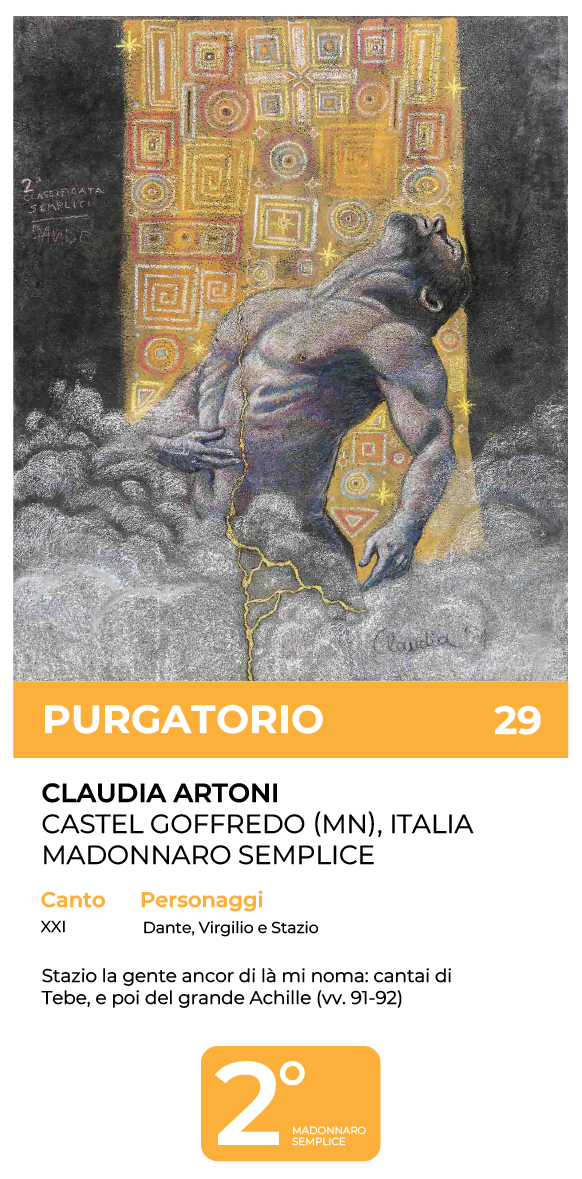 2ª
CLASSIFICATA
SEMPLICI
Claudia
PURGATORIO 29
CLAUDIA ARTONI
CASTEL GOFFREDO (MN), ITALIA
MADONNARO SEMPLICE
Canto Personaggi
XXI Dante, Virgilio e Stazio
Stazio la gente ancor di là mi noma: cantai di
Tebe, e poi del grande Achille (vv. 91-92)
2°
MADONNARO
SEMPLICE